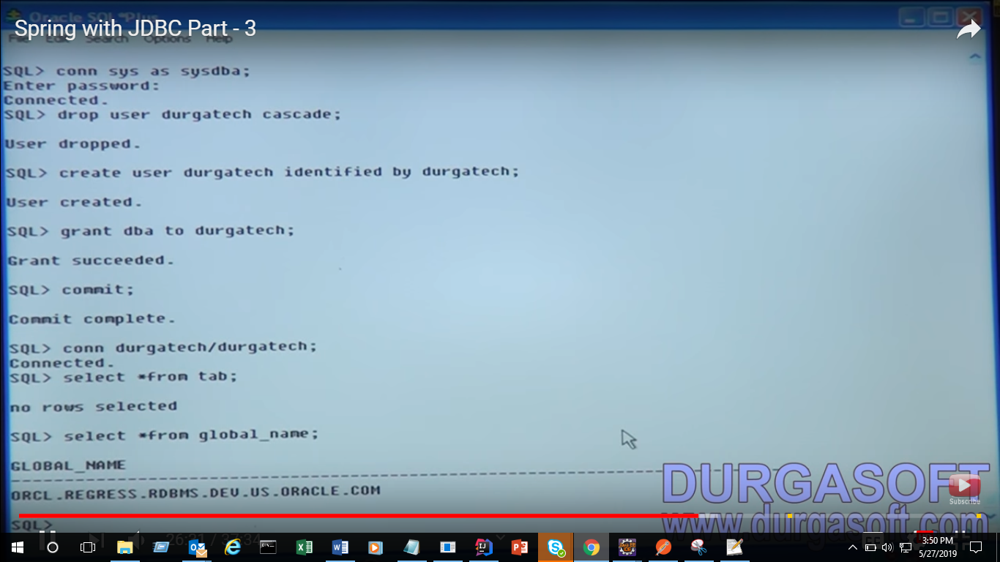 Oracle SQL*Plus
Spring with JDBC Part - 3
File Edit Search Options Help
SQL> conn sys as sysdba;
Enter password:
Connected.
SQL> drop user durgatech cascade;
User dropped.
SQL> create user durgatech identified by durgatech;
User created.
SQL> grant dba to durgatech;
Grant succeeded.
SQL> commit;
Commit complete.
SQL> conn durgatech/durgatech;
Connected.
SQL> select *from tab;
no rows selected
SQL> select *from global_name;
GLOBAL_NAME
--------------------------------------------------------------------------------
ORCL.REGRESS.RDBMS.DEV.US.ORACLE.COM
SQL>
DURGASOFT
Subscribe
www.durgasoft.com
3:50 PM
5/27/2019